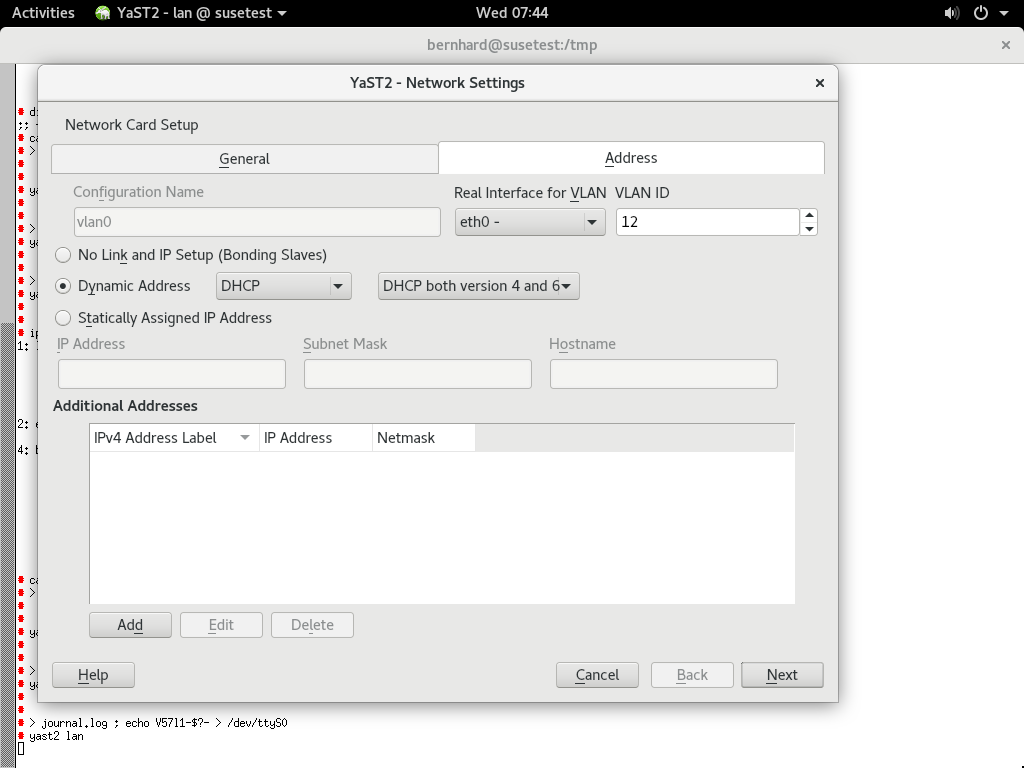 Activities YaST2 - lan @ susetest Wed 07:44
bernhard@susetest:/tmp
YaST2 - Network Settings
Network Card Setup
General Address
Configuration Name Real Interface for VLAN VLAN ID
vlan0 eth0 - 12
No Link and IP Setup (Bonding Slaves)
Dynamic Address DHCP DHCP both version 4 and 6
Statically Assigned IP Address
IP Address Subnet Mask Hostname
Additional Addresses
IPv4 Address Label IP Address Netmask
Add Edit Delete
Help Cancel Back Next
# > journal.log ; echo V57l1-$?- > /dev/ttyS0
# yast2 lan